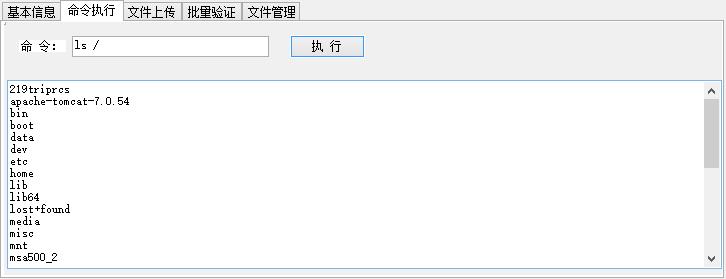 基本信息 命令执行 文件上传 批量验证 文件管理
命 令: ls / 执 行
219triprcs
apache-tomcat-7.0.54
bin
boot
data
dev
etc
home
lib
lib64
lost+found
media
misc
mnt
msa500_2